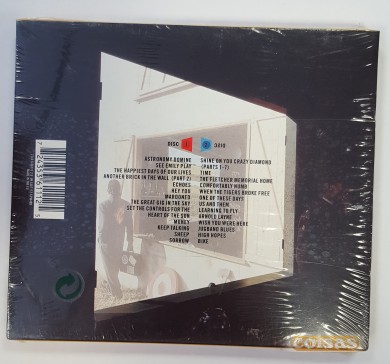 DISC 1
ASTRONOMY DOMINE
SEE EMILY PLAY
THE HAPPIEST DAYS OF OUR LIVES
ANOTHER BRICK IN THE WALL (PART 2)
ECHOES
HEY YOU
MAROONED
THE GREAT GIG IN THE SKY
SET THE CONTROLS FOR THE
HEART OF THE SUN
MONEY
KEEP TALKING
SHEEP
SORROW
DISC
SHINE ON YOU CRAZY DIAMOND
(PARTS 1-7)
TIME
THE FLETCHER MEMORIAL HOME
COMFORTABLY NUMB
WHEN THE TIGERS BROKE FREE
ONE OF THESE DAYS
US AND THEM
LEARNING TO FLY
ARNOLD LAYNE
WISH YOU WERE HERE
JUGBAND BLUES
HIGH HOPES
BIKE
coisas